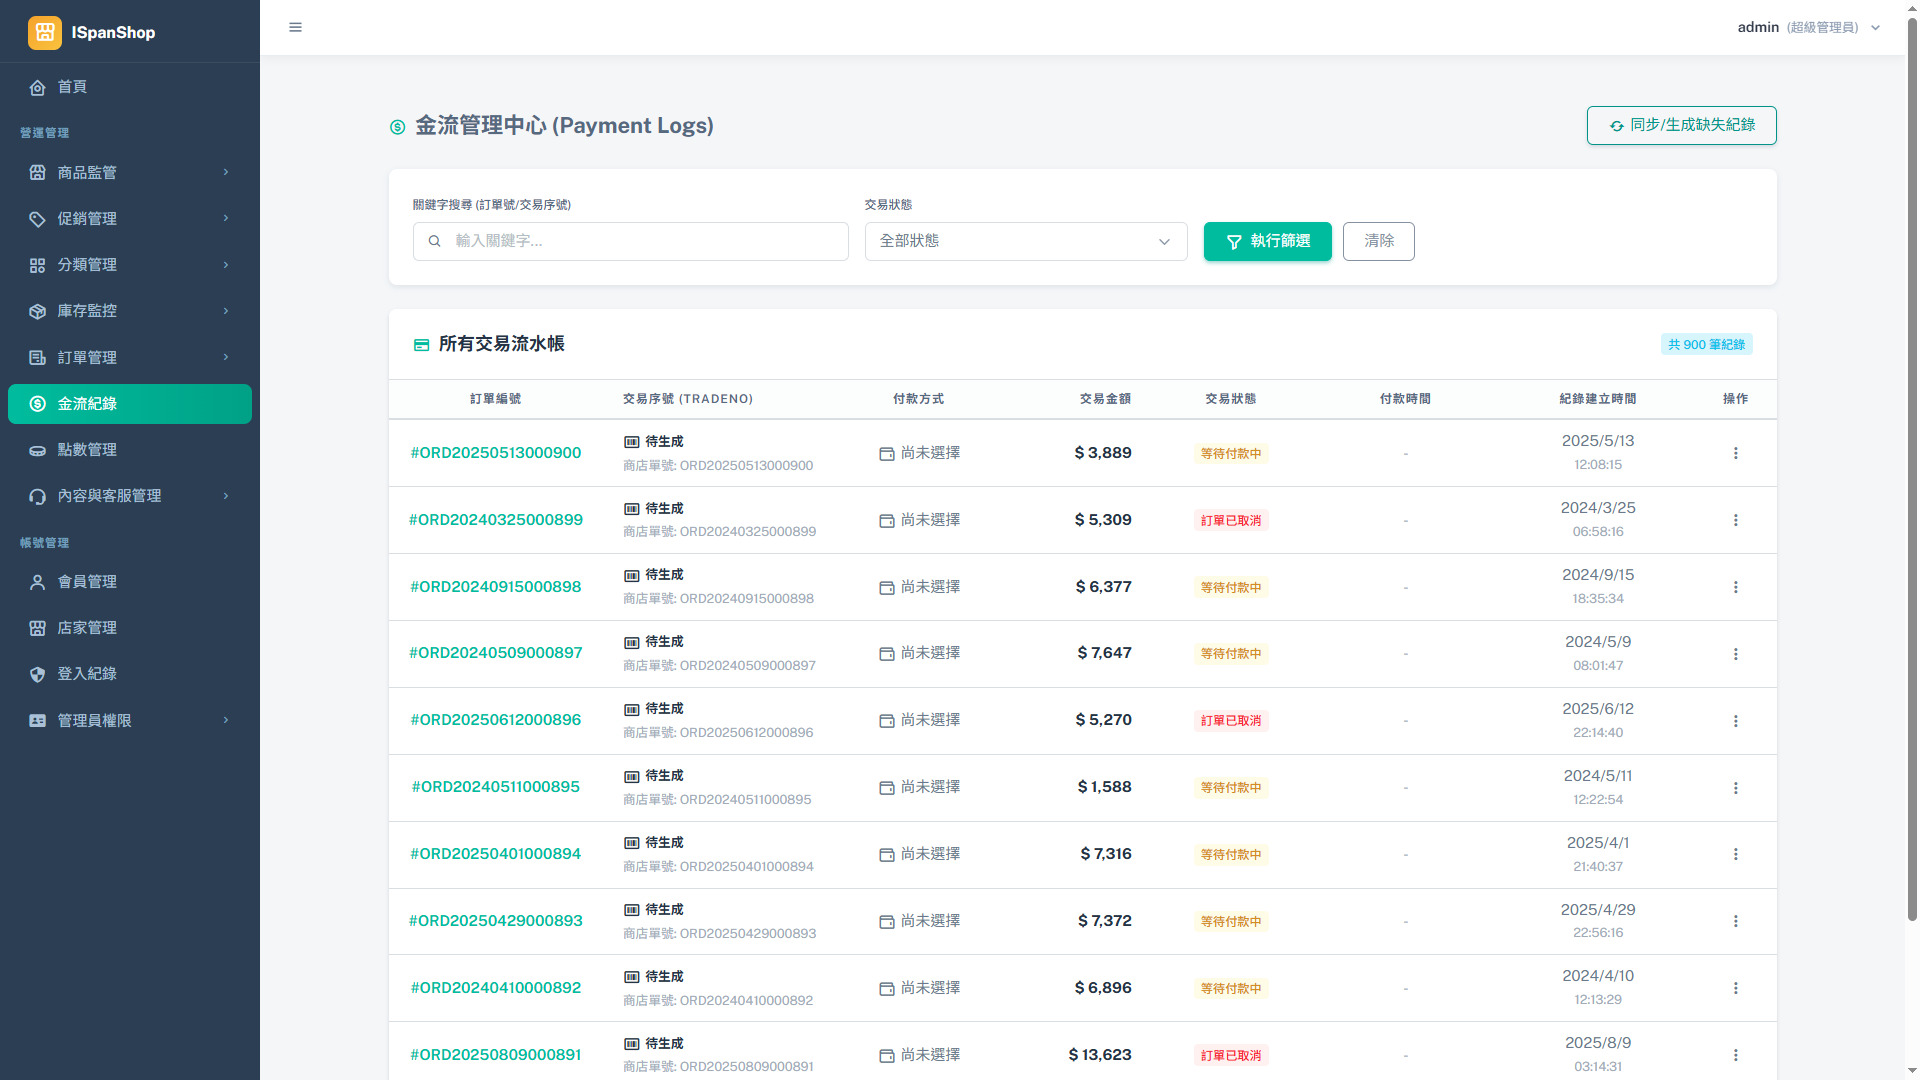 ISpanShop
首頁
營運管理
商品監管
促銷管理
分類管理
庫存監控
訂單管理
金流紀錄
點數管理
內容與客服管理
帳號管理
會員管理
店家管理
登入紀錄
管理員權限
admin (超級管理員)
金流管理中心 (Payment Logs)
同步/生成缺失紀錄
關鍵字搜尋 (訂單號/交易序號)
交易狀態
輸入關鍵字...
全部狀態
執行篩選
清除
所有交易流水帳
共 900 筆紀錄
訂單編號 交易序號 (TRADENO) 付款方式 交易金額 交易狀態 付款時間 紀錄建立時間 操作
#ORD20250513000900 待生成 尚未選擇 $ 3,889 等待付款中 - 2025/5/13
商店單號: ORD20250513000900 12:08:15
#ORD20240325000899 待生成 尚未選擇 $ 5,309 訂單已取消 - 2024/3/25
商店單號: ORD20240325000899 06:58:16
#ORD20240915000898 待生成 尚未選擇 $ 6,377 等待付款中 - 2024/9/15
商店單號: ORD20240915000898 18:35:34
#ORD20240509000897 待生成 尚未選擇 $ 7,647 等待付款中 - 2024/5/9
商店單號: ORD20240509000897 08:01:47
#ORD20250612000896 待生成 尚未選擇 $ 5,270 訂單已取消 - 2025/6/12
商店單號: ORD20250612000896 22:14:40
#ORD20240511000895 待生成 尚未選擇 $ 1,588 等待付款中 - 2024/5/11
商店單號: ORD20240511000895 12:22:54
#ORD20250401000894 待生成 尚未選擇 $ 7,316 等待付款中 - 2025/4/1
商店單號: ORD20250401000894 21:40:37
#ORD20250429000893 待生成 尚未選擇 $ 7,372 等待付款中 - 2025/4/29
商店單號: ORD20250429000893 22:56:16
#ORD20240410000892 待生成 尚未選擇 $ 6,896 等待付款中 - 2024/4/10
商店單號: ORD20240410000892 12:13:29
#ORD20250809000891 待生成 尚未選擇 $ 13,623 訂單已取消 - 2025/8/9
商店單號: ORD20250809000891 03:14:31